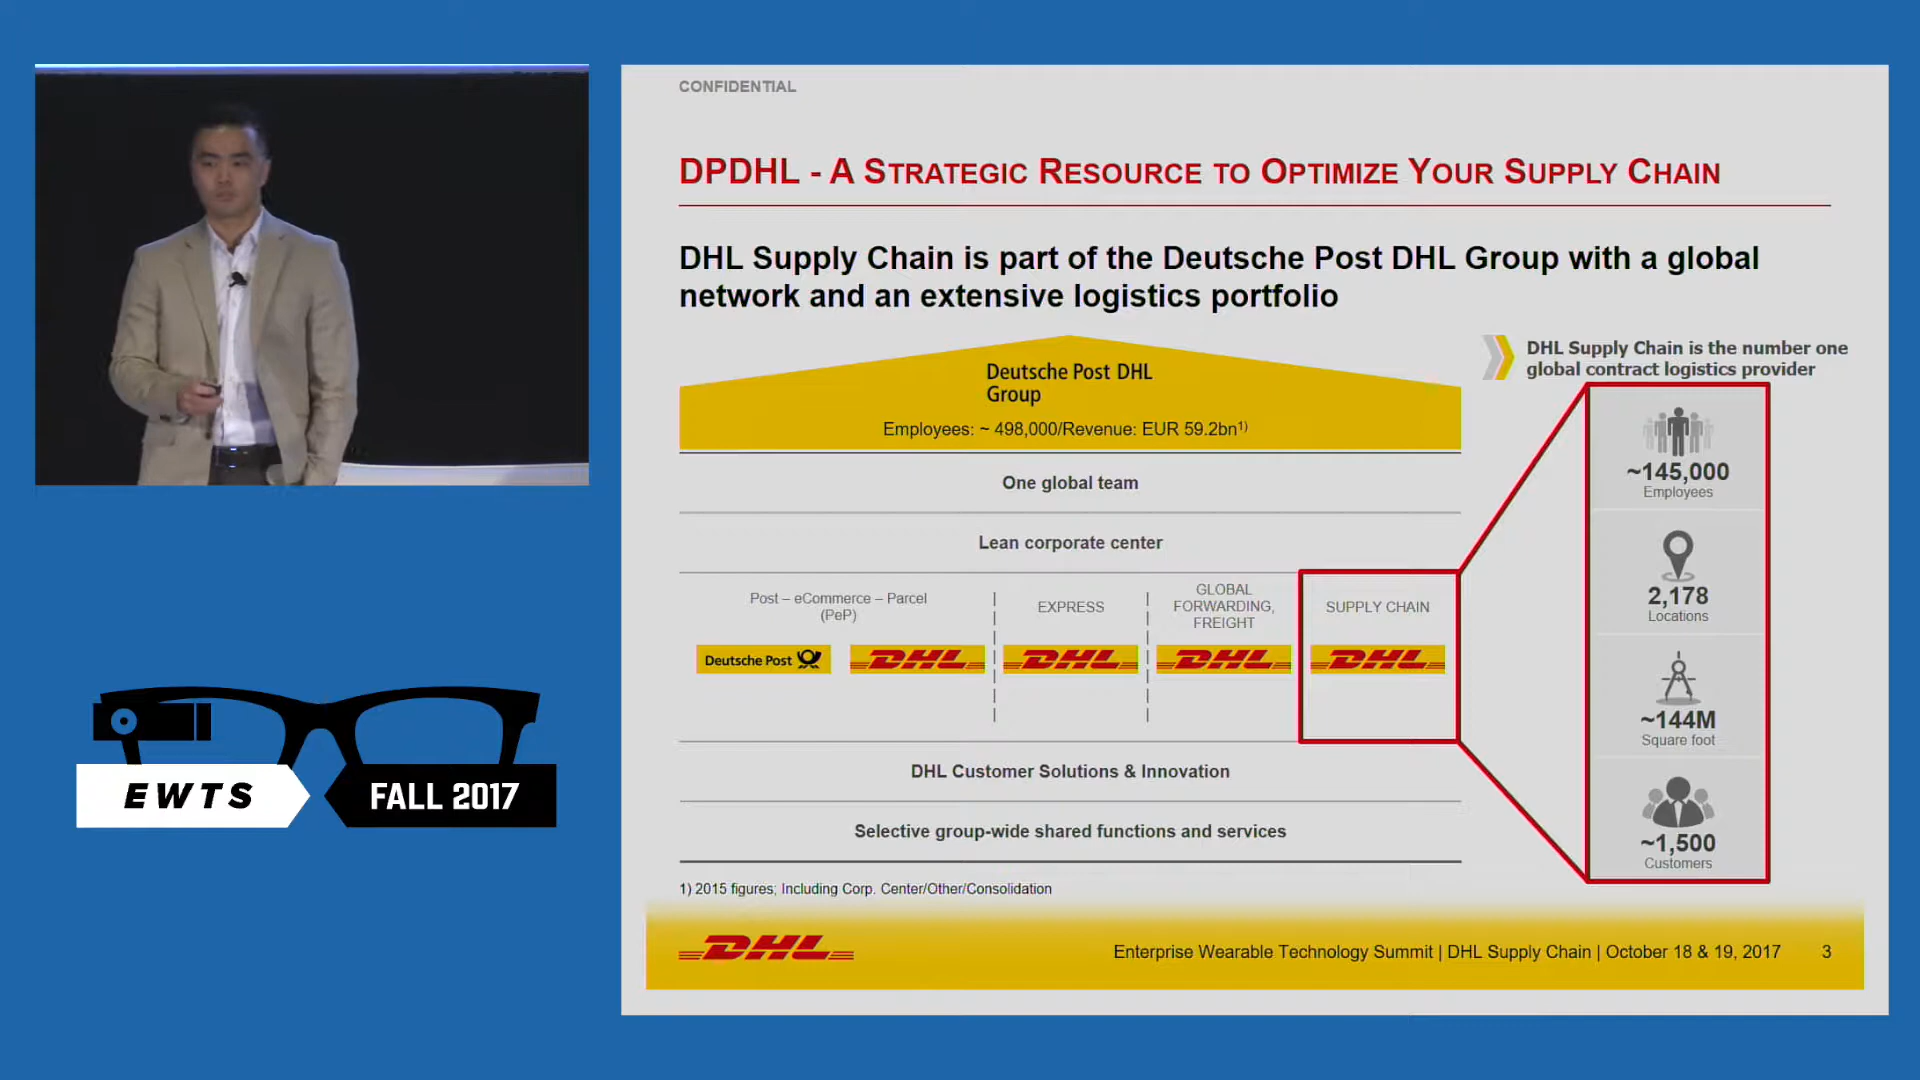 CONFIDENTIAL
DPDHL - A STRATEGIC RESOURCE TO OPTIMIZE YOUR SUPPLY CHAIN
DHL Supply Chain is part of the Deutsche Post DHL Group with a global
network and an extensive logistics portfolio
Deutsche Post DHL
Group
Employees: ~ 498,000/Revenue: EUR 59.2bn1)
One global team
Lean corporate center
Post – eCommerce – Parcel
(PeP)
EXPRESS
GLOBAL
FORWARDING,
FREIGHT
SUPPLY CHAIN
Deutsche Post
DHL
DHL
DHL
DHL
DHL Customer Solutions & Innovation
Selective group-wide shared functions and services
1) 2015 figures; Including Corp. Center/Other/Consolidation
DHL Supply Chain is the number one
global contract logistics provider
~145,000
Employees
2,178
Locations
~144M
Square foot
~1,500
Customers
DHL
Enterprise Wearable Technology Summit | DHL Supply Chain | October 18 & 19, 2017
3
EWTS
FALL 2017